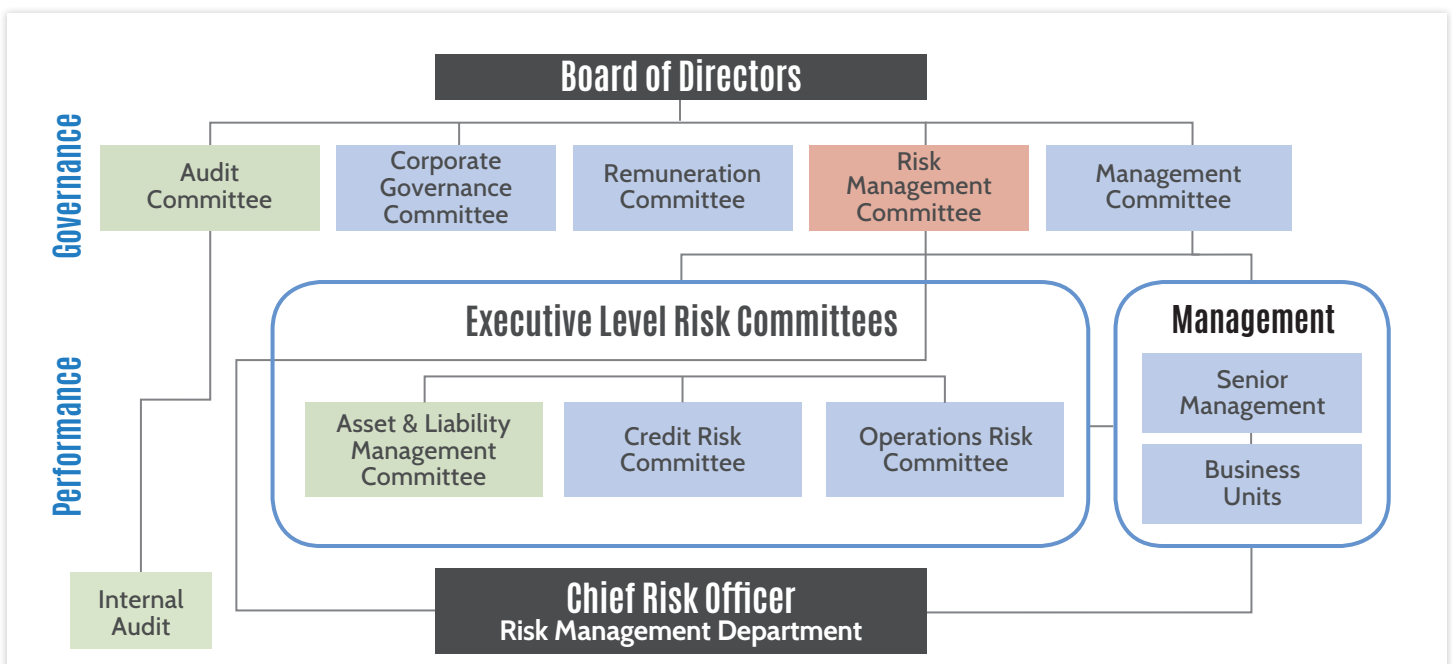 Board of Directors
Governance
Audit
Committee
Corporate
Governance
Committee
Remuneration
Committee
Risk
Management
Committee
Management
Committee
Executive Level Risk Committees
Management
Performance
Asset & Liability
Management
Committee
Credit Risk
Committee
Operations Risk
Committee
Senior
Management
Business
Units
Internal
Audit
Chief Risk Officer
Risk Management Department